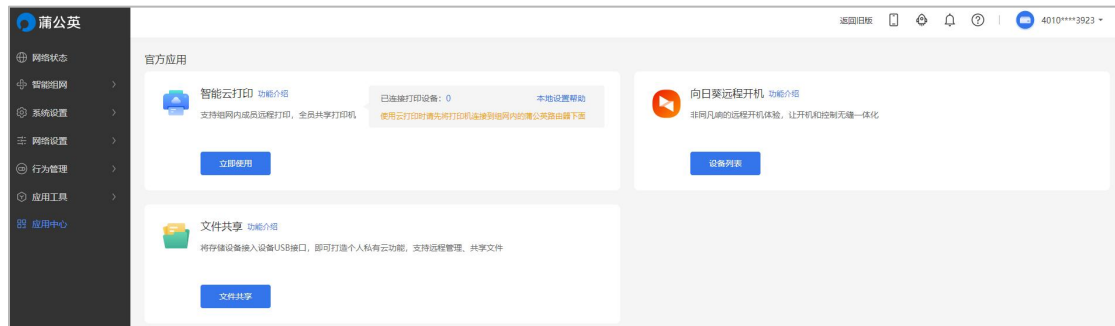 蒲公英
返回旧版
4010****3923
网络状态
智能组网
系统设置
网络设置
行为管理
应用工具
应用中心
官方应用
智能云打印 功能介绍
支持组网内成员远程打印，全员共享打印机
已连接打印设备：0 本地设置帮助
使用云打印时请先将打印机连接到组网内的蒲公英路由器下面
立即使用
向日葵远程开机 功能介绍
非同凡响的远程开机体验，让开机和控制无缝一体化
设备列表
文件共享 功能介绍
将存储设备接入设备USB接口，即可打造个人私有云功能，支持远程管理、共享文件
文件共享